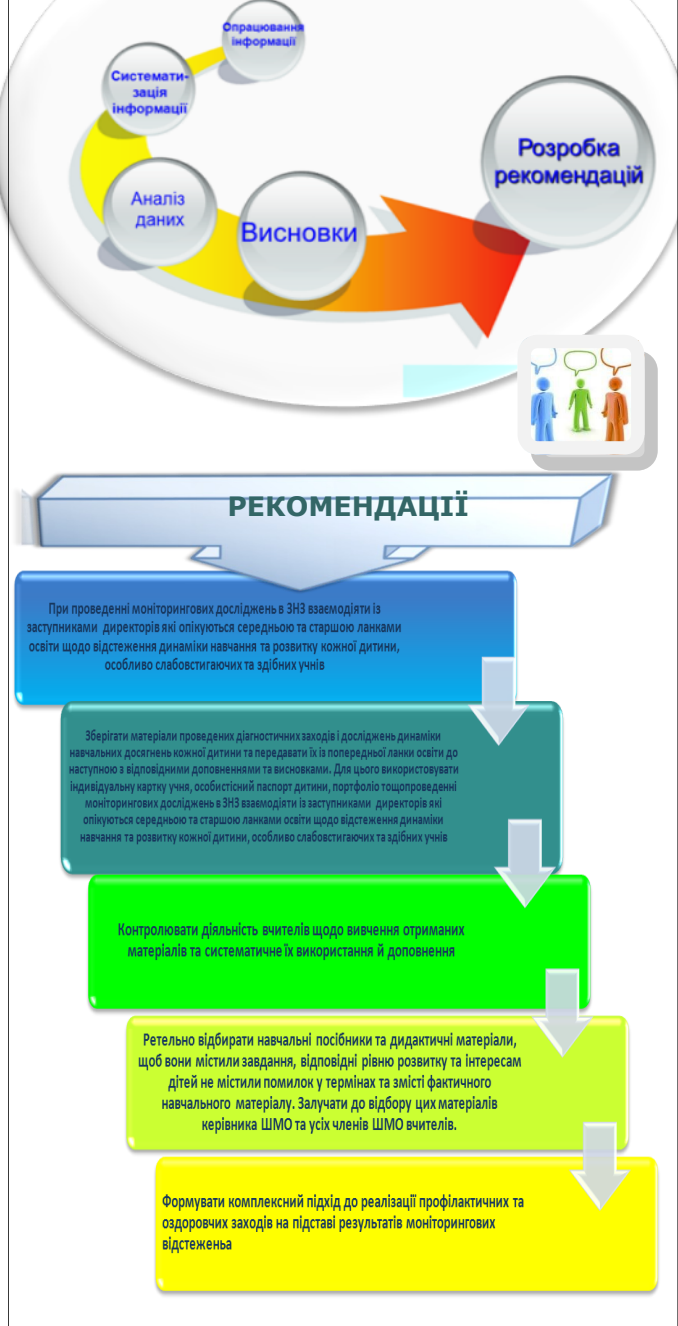 Опрацювання
інформації
Системати-
зація
інформації
Аналіз
даних
Висновки
Розробка
рекомендацій
РЕКОМЕНДАЦІЇ
При проведенні моніторингових досліджень в ЗНЗ взаємодіяти із
заступниками директорів які опікуються середньою та старшою ланками
освіти щодо відстеження динаміки навчання та розвитку кожної дитини,
особливо слабовстигаючих та здібних учнів
Зберігати матеріали проведених діагностичних заходів і досліджень динаміки
навчальних досягнень кожної дитини та передавати їх із попередньої ланки освіти до
наступною з відповідними доповненнями та висновками. Для цього використовувати
індивідуальну картку учня, особистісний паспорт дитини, портфоліо тощопроведенні
моніторингових досліджень в ЗНЗ взаємодіяти із заступниками директорів які
опікуються середньою та старшою ланками освіти щодо відстеження динаміки
навчання та розвитку кожної дитини, особливо слабовстигаючих та здібних учнів
Контролювати діяльність вчителів щодо вивчення отриманих
матеріалів та систематичне їх використання й доповнення
Ретельно відбирати навчальні посібники та дидактичні матеріали,
щоб вони містили завдання, відповідні рівню розвитку та інтересам
дітей не містили помилок у термінах та змісті фактичного
навчального матеріалу. Залучати до відбору цих матеріалів
керівника ШМО та усіх членів ШМО вчителів.
Формувати комплексний підхід до реалізації профілактичних та
оздоровчих заходів на підставі результатів моніторингових
відстеженьа